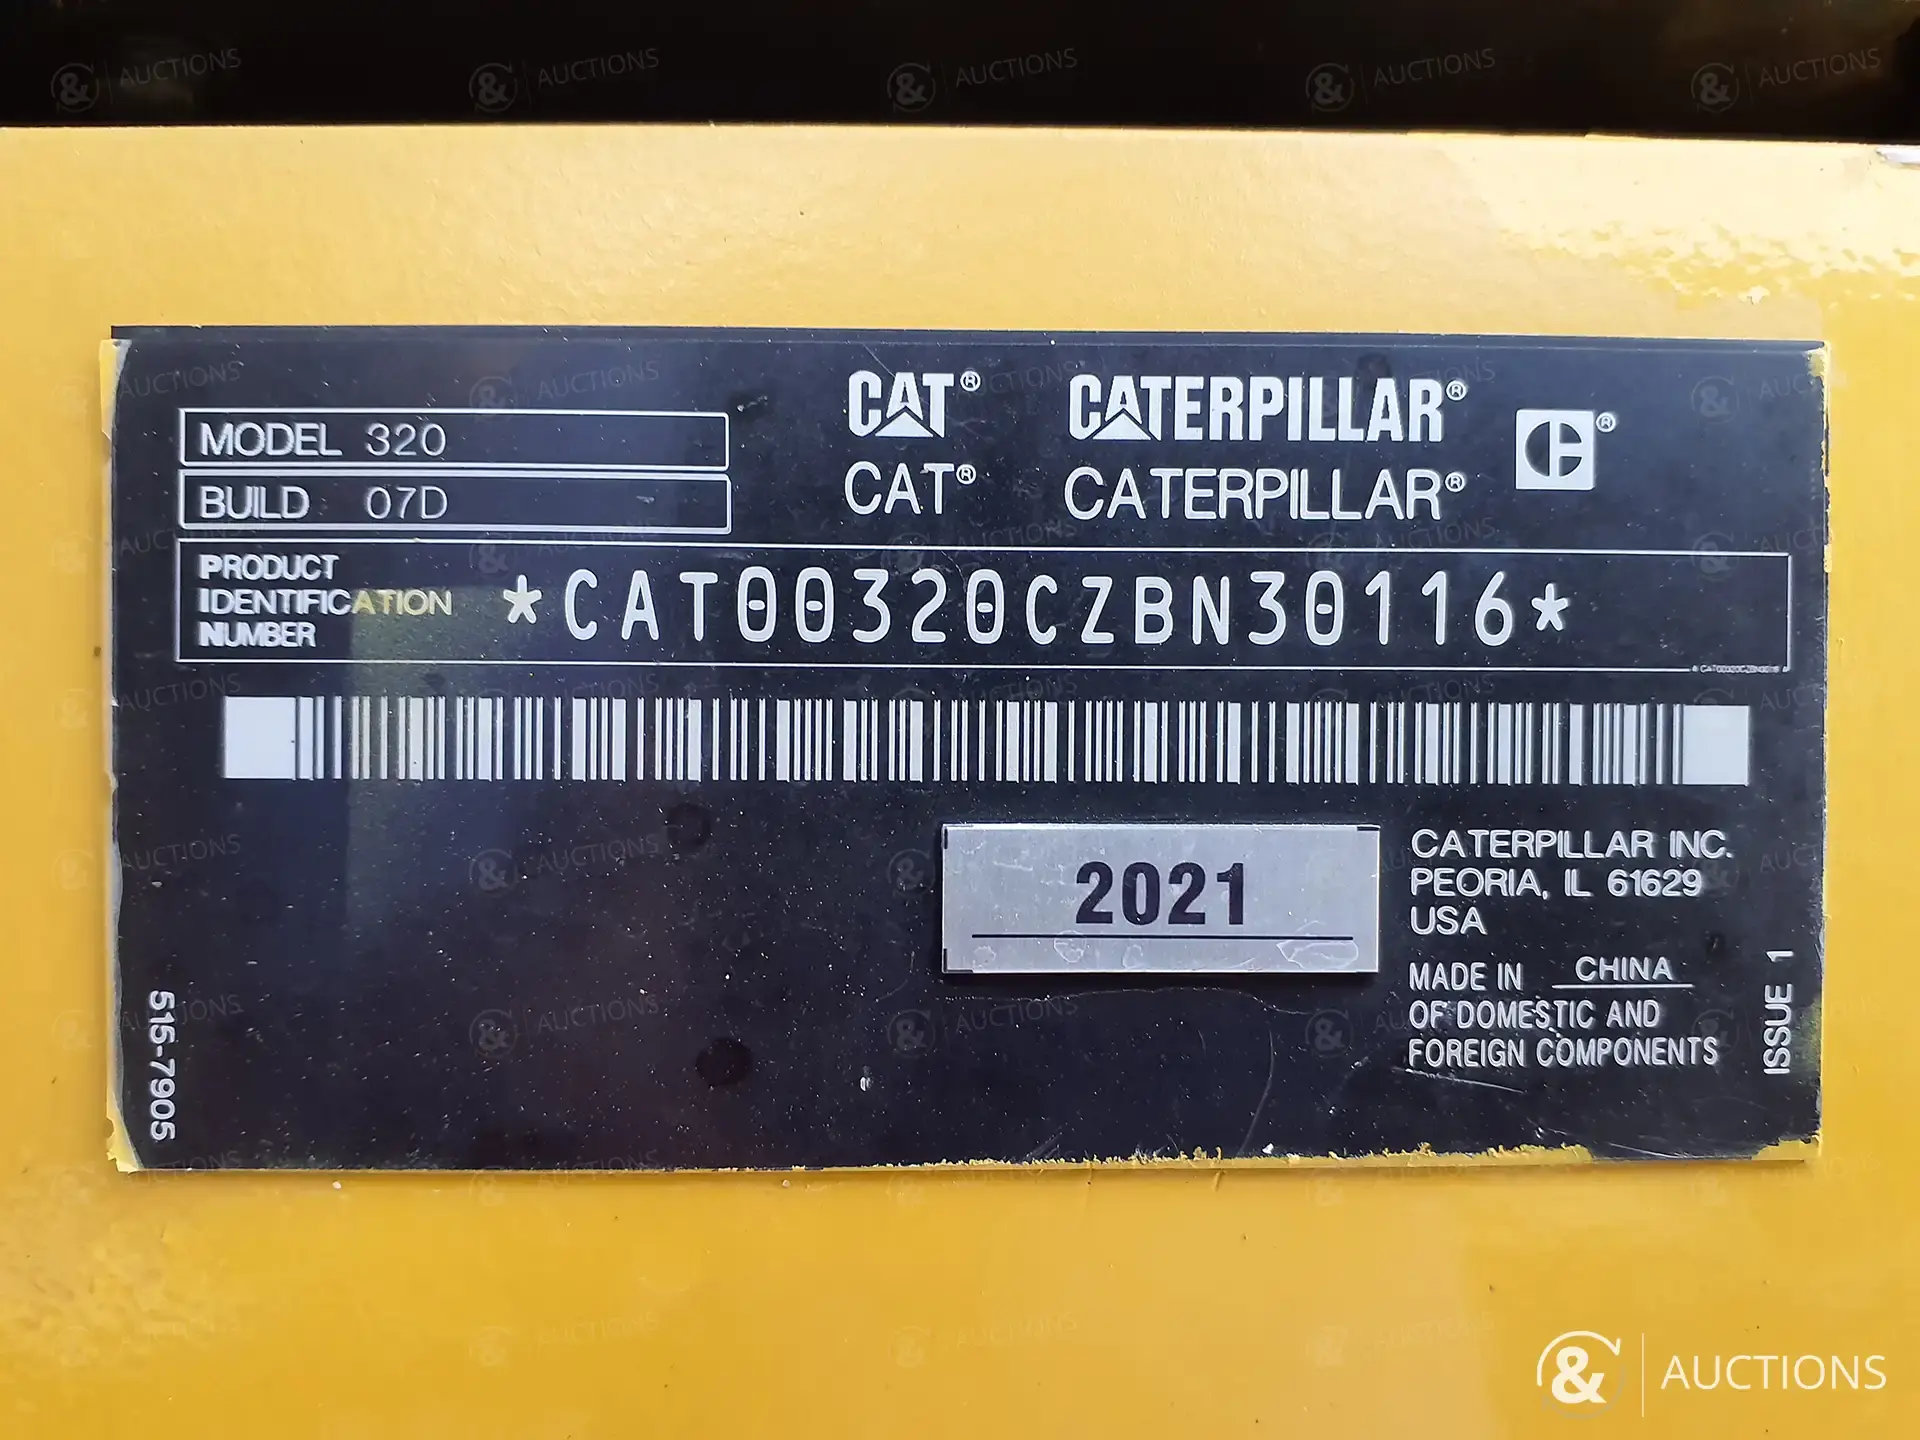 MODEL 320
BUILD 07D
CAT® CATERPILLAR®
CAT® CATERPILLAR®
PRODUCT
IDENTIFICATION
NUMBER
*CAT00320CZBN30116*
2021
CATERPILLAR INC.
PEORIA, IL 61629
USA
MADE IN CHINA
OF DOMESTIC AND
FOREIGN COMPONENTS
515-7905
ISSUE 1
& AUCTIONS